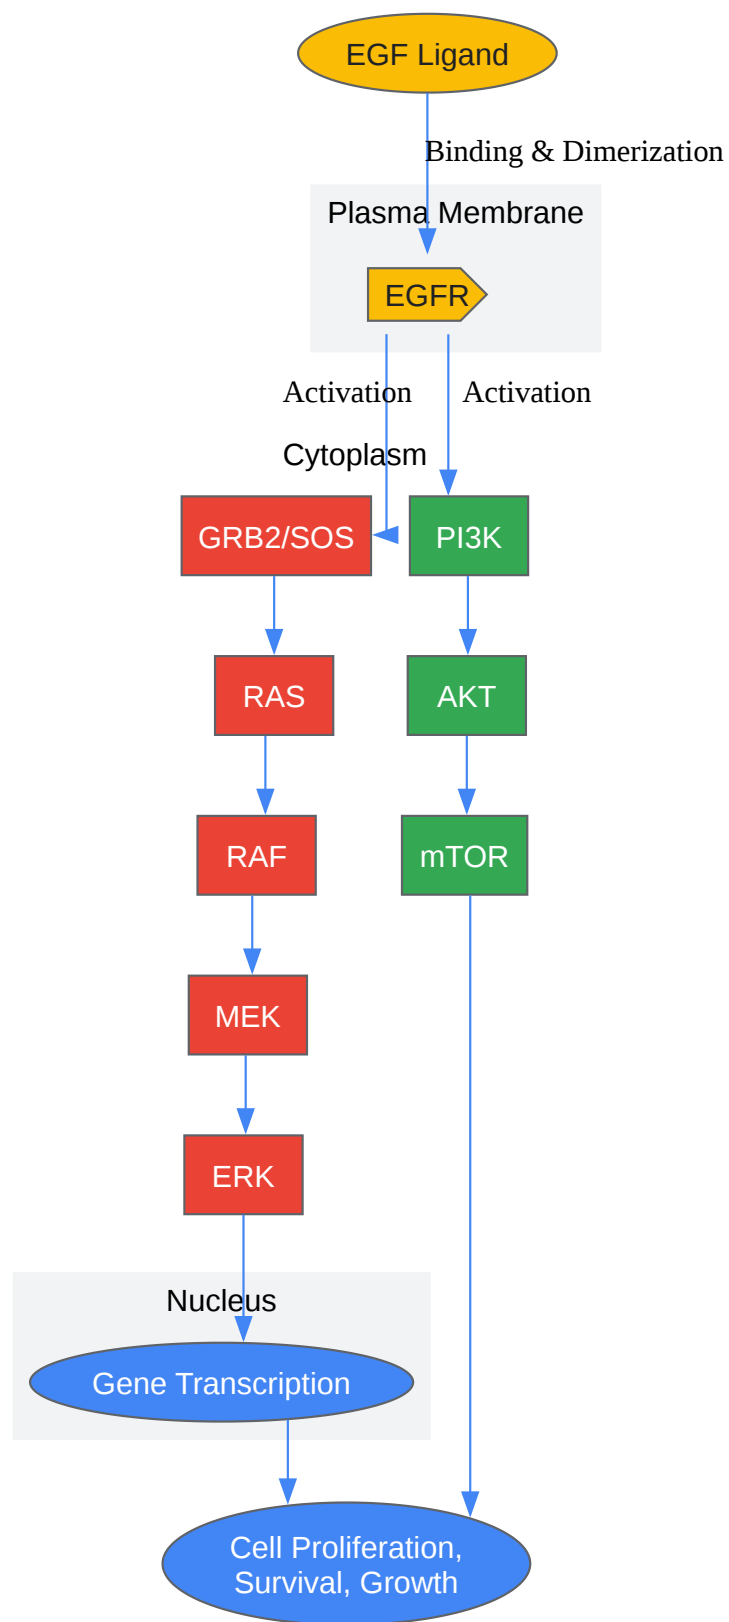 EGF Ligand
Binding & Dimerization
Plasma Membrane
EGFR
Activation
Activation
Cytoplasm
GRB2/SOS
PI3K
RAS
AKT
RAF
mTOR
MEK
ERK
Nucleus
Gene Transcription
Cell Proliferation,
Survival, Growth